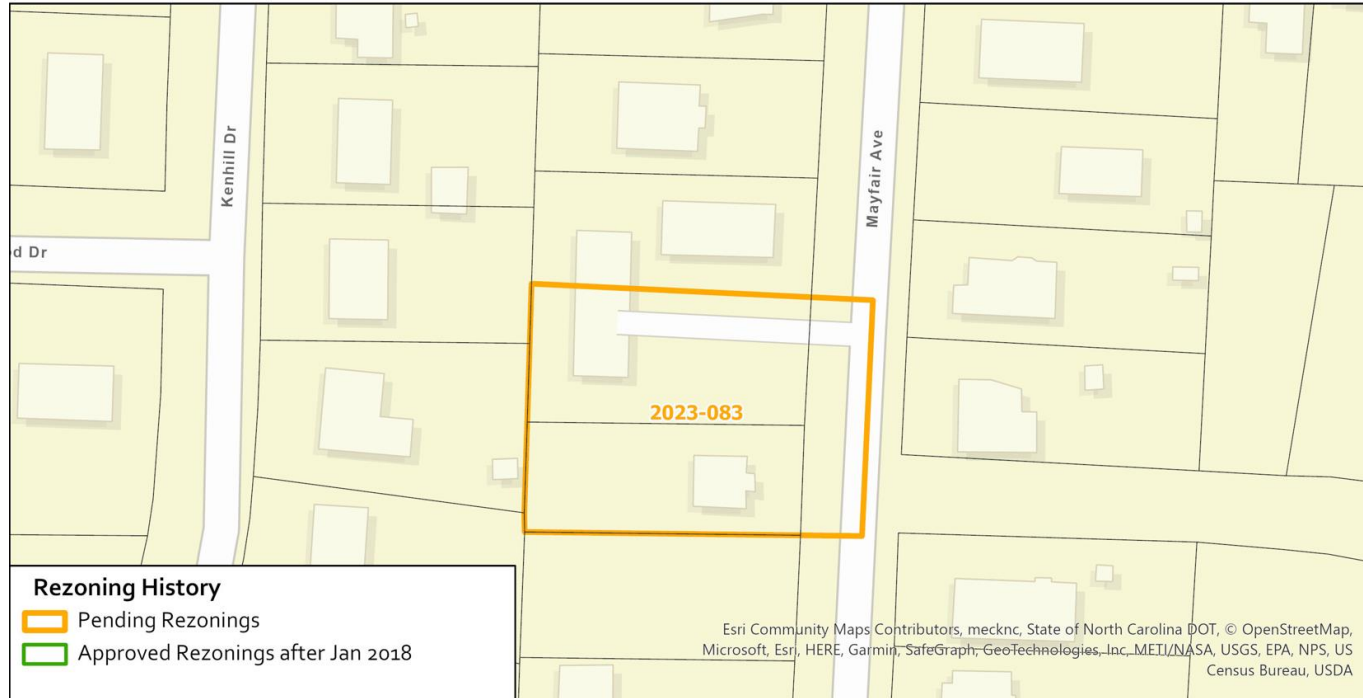 Kenhill Dr
Mayfair Ave
d Dr
2023-083
Rezoning History
Pending Rezonings
Approved Rezonings after Jan 2018
Esri Community Maps Contributors, mecknc, State of North Carolina DOT, © OpenStreetMap,
Microsoft, Esri, HERE, Garmin, SafeGraph, GeoTechnologies, Inc, METI/NASA, USGS, EPA, NPS, US
Census Bureau, USDA